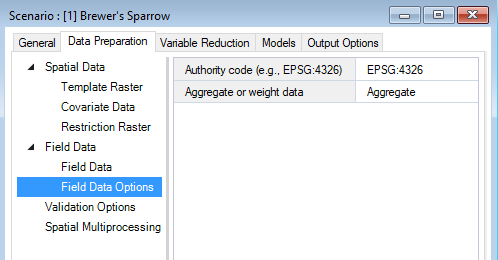 Scenario : [1] Brewer's Sparrow
General Data Preparation Variable Reduction Models Output Options
Spatial Data
Template Raster
Covariate Data
Restriction Raster
Field Data
Field Data
Field Data Options
Validation Options
Spatial Multiprocessing
Authority code (e.g., EPSG:4326) EPSG:4326
Aggregate or weight data Aggregate